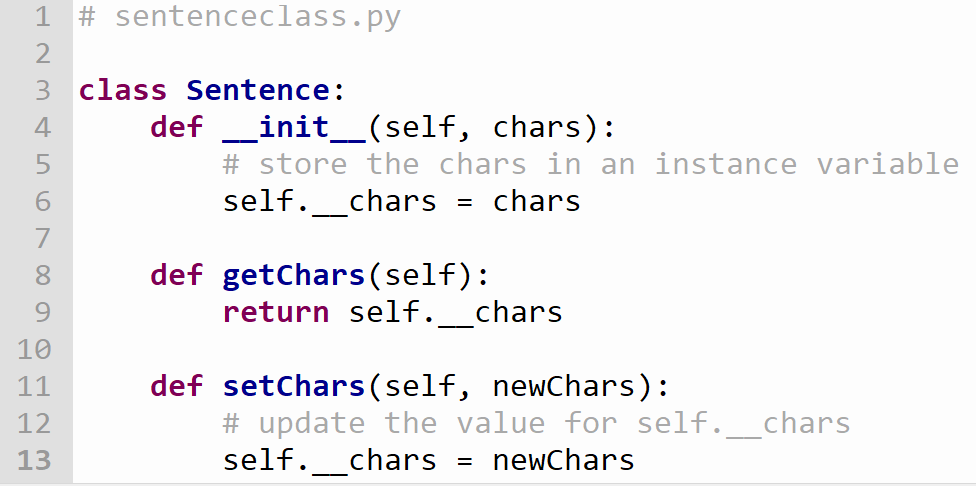 1 # sentenceclass.py
2
3 class Sentence:
4     def __init__(self, chars):
5         # store the chars in an instance variable
6         self.__chars = chars
7
8     def getChars(self):
9         return self.__chars
10
11     def setChars(self, newChars):
12         # update the value for self.__chars
13         self.__chars = newChars